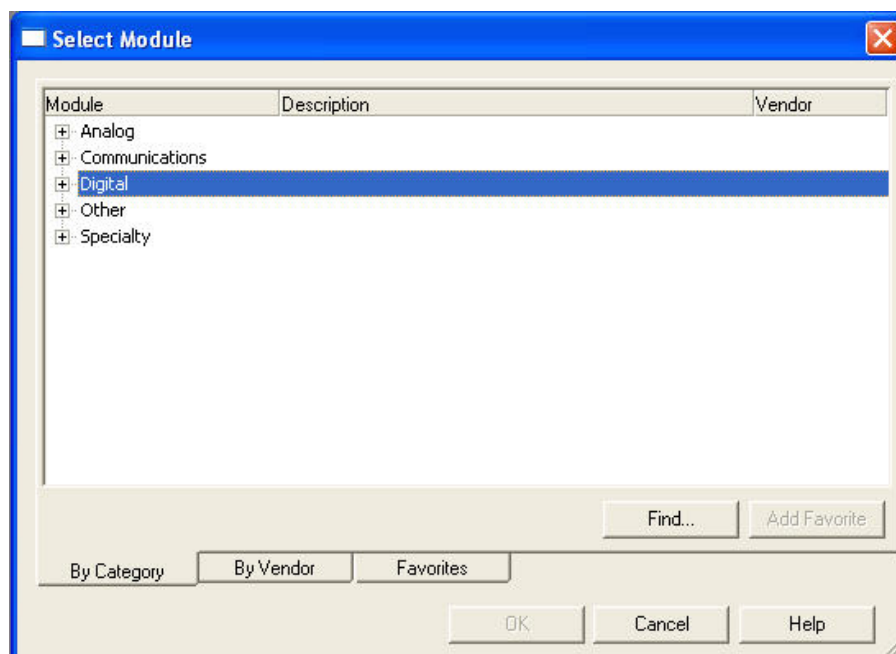 Select Module
Module Description Vendor
Analog
Communications
Digital
Other
Specialty
Find... Add Favorite
By Category By Vendor Favorites
OK Cancel Help